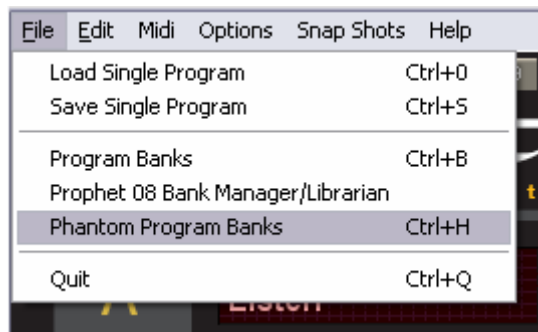 File Edit Midi Options Snap Shots Help
Load Single Program Ctrl+0
Save Single Program Ctrl+S
Program Banks Ctrl+B
Prophet 08 Bank Manager/Librarian
Phantom Program Banks Ctrl+H
Quit Ctrl+Q